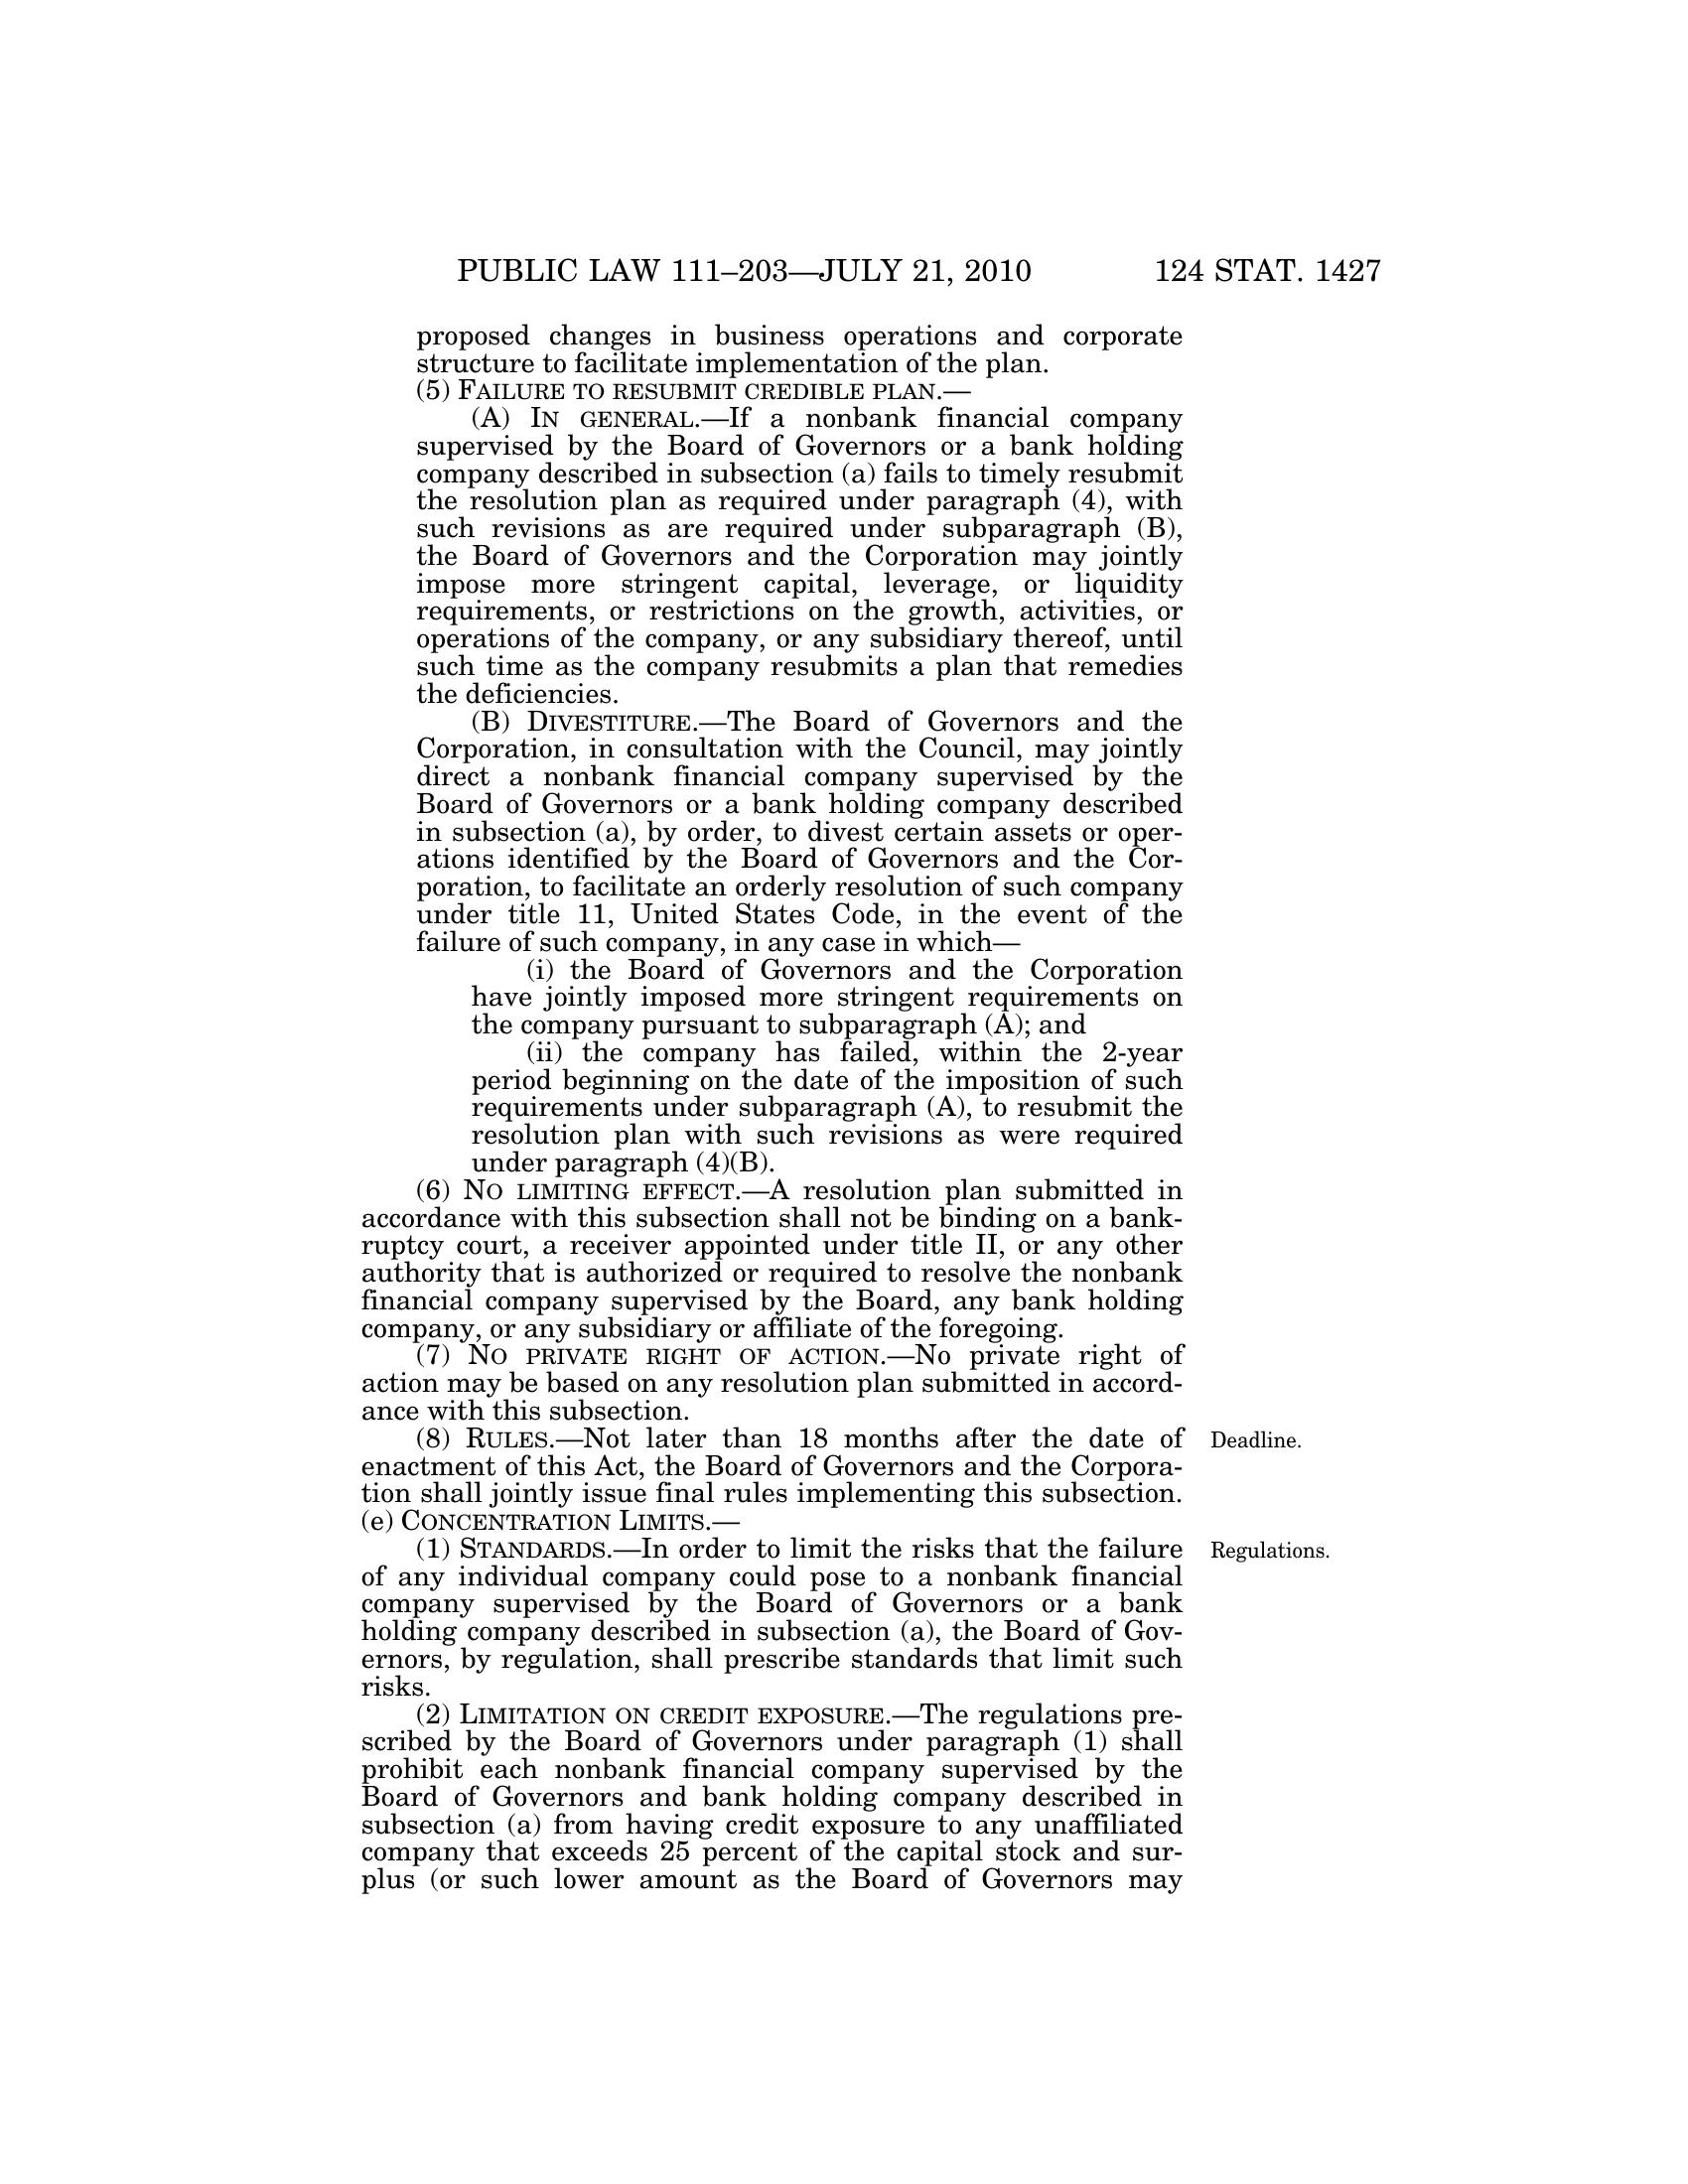 PUBLIC LAW 111–203—JULY 21, 2010 124 STAT. 1427
proposed changes in business operations and corporate
structure to facilitate implementation of the plan.
(5) FAILURE TO RESUBMIT CREDIBLE PLAN.—
(A) IN GENERAL.—If a nonbank financial company
supervised by the Board of Governors or a bank holding
company described in subsection (a) fails to timely resubmit
the resolution plan as required under paragraph (4), with
such revisions as are required under subparagraph (B),
the Board of Governors and the Corporation may jointly
impose more stringent capital, leverage, or liquidity
requirements, or restrictions on the growth, activities, or
operations of the company, or any subsidiary thereof, until
such time as the company resubmits a plan that remedies
the deficiencies.
(B) DIVESTITURE.—The Board of Governors and the
Corporation, in consultation with the Council, may jointly
direct a nonbank financial company supervised by the
Board of Governors or a bank holding company described
in subsection (a), by order, to divest certain assets or oper-
ations identified by the Board of Governors and the Cor-
poration, to facilitate an orderly resolution of such company
under title 11, United States Code, in the event of the
failure of such company, in any case in which—
(i) the Board of Governors and the Corporation
have jointly imposed more stringent requirements on
the company pursuant to subparagraph (A); and
(ii) the company has failed, within the 2-year
period beginning on the date of the imposition of such
requirements under subparagraph (A), to resubmit the
resolution plan with such revisions as were required
under paragraph (4)(B).
(6) NO LIMITING EFFECT.—A resolution plan submitted in
accordance with this subsection shall not be binding on a bank-
ruptcy court, a receiver appointed under title II, or any other
authority that is authorized or required to resolve the nonbank
financial company supervised by the Board, any bank holding
company, or any subsidiary or affiliate of the foregoing.
(7) NO PRIVATE RIGHT OF ACTION.—No private right of
action may be based on any resolution plan submitted in accord-
ance with this subsection.
(8) RULES.—Not later than 18 months after the date of Deadline.
enactment of this Act, the Board of Governors and the Corpora-
tion shall jointly issue final rules implementing this subsection.
(e) CONCENTRATION LIMITS.—
(1) STANDARDS.—In order to limit the risks that the failure Regulations.
of any individual company could pose to a nonbank financial
company supervised by the Board of Governors or a bank
holding company described in subsection (a), the Board of Gov-
ernors, by regulation, shall prescribe standards that limit such
risks.
(2) LIMITATION ON CREDIT EXPOSURE.—The regulations pre-
scribed by the Board of Governors under paragraph (1) shall
prohibit each nonbank financial company supervised by the
Board of Governors and bank holding company described in
subsection (a) from having credit exposure to any unaffiliated
company that exceeds 25 percent of the capital stock and sur-
plus (or such lower amount as the Board of Governors may